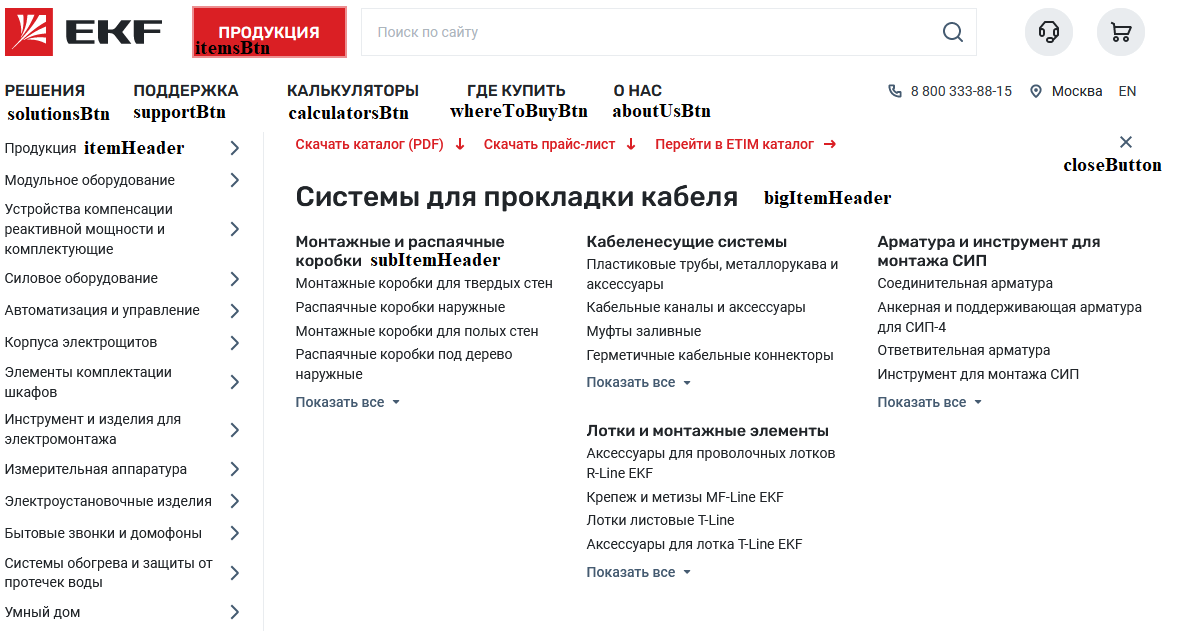 EKF
ПРОДУКЦИЯ
itemsBtn
Поиск по сайту
РЕШЕНИЯ
solutionsBtn
ПОДДЕРЖКА
supportBtn
КАЛЬКУЛЯТОРЫ
calculatorsBtn
ГДЕ КУПИТЬ
whereToBuyBtn
О НАС
aboutUsBtn
8 800 333-88-15
Москва
EN
Продукция itemHeader
Модульное оборудование
Устройства компенсации
реактивной мощности и
комплектующие
Силовое оборудование
Автоматизация и управление
Корпуса электрощитов
Элементы комплектации
шкафов
Инструмент и изделия для
электромонтажа
Измерительная аппаратура
Электроустановочные изделия
Бытовые звонки и домофоны
Системы обогрева и защиты от
протечек воды
Умный дом
Скачать каталог (PDF)
Скачать прайс-лист
Перейти в ETIM каталог
closeButton
Системы для прокладки кабеля bigItemHeader
Монтажные и распаячные
коробки subItemHeader
Монтажные коробки для твердых стен
Распаячные коробки наружные
Монтажные коробки для полых стен
Распаячные коробки под дерево
наружные
Показать все
Кабеленесущие системы
Пластиковые трубы, металлорукава и
аксессуары
Кабельные каналы и аксессуары
Муфты заливные
Герметичные кабельные коннекторы
Показать все
Лотки и монтажные элементы
Аксессуары для проволочных лотков
R-Line EKF
Крепеж и метизы MF-Line EKF
Лотки листовые T-Line
Аксессуары для лотка T-Line EKF
Показать все
Арматура и инструмент для
монтажа СИП
Соединительная арматура
Анкерная и поддерживающая арматура
для СИП-4
Ответвительная арматура
Инструмент для монтажа СИП
Показать все